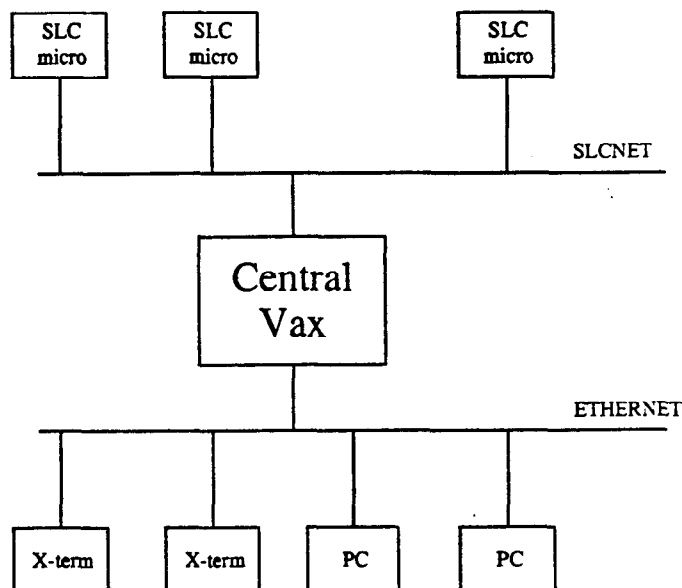 SLC
micro
SLC
micro
SLC
micro
SLCNET
Central
Vax
ETHERNET
X-term
X-term
PC
PC